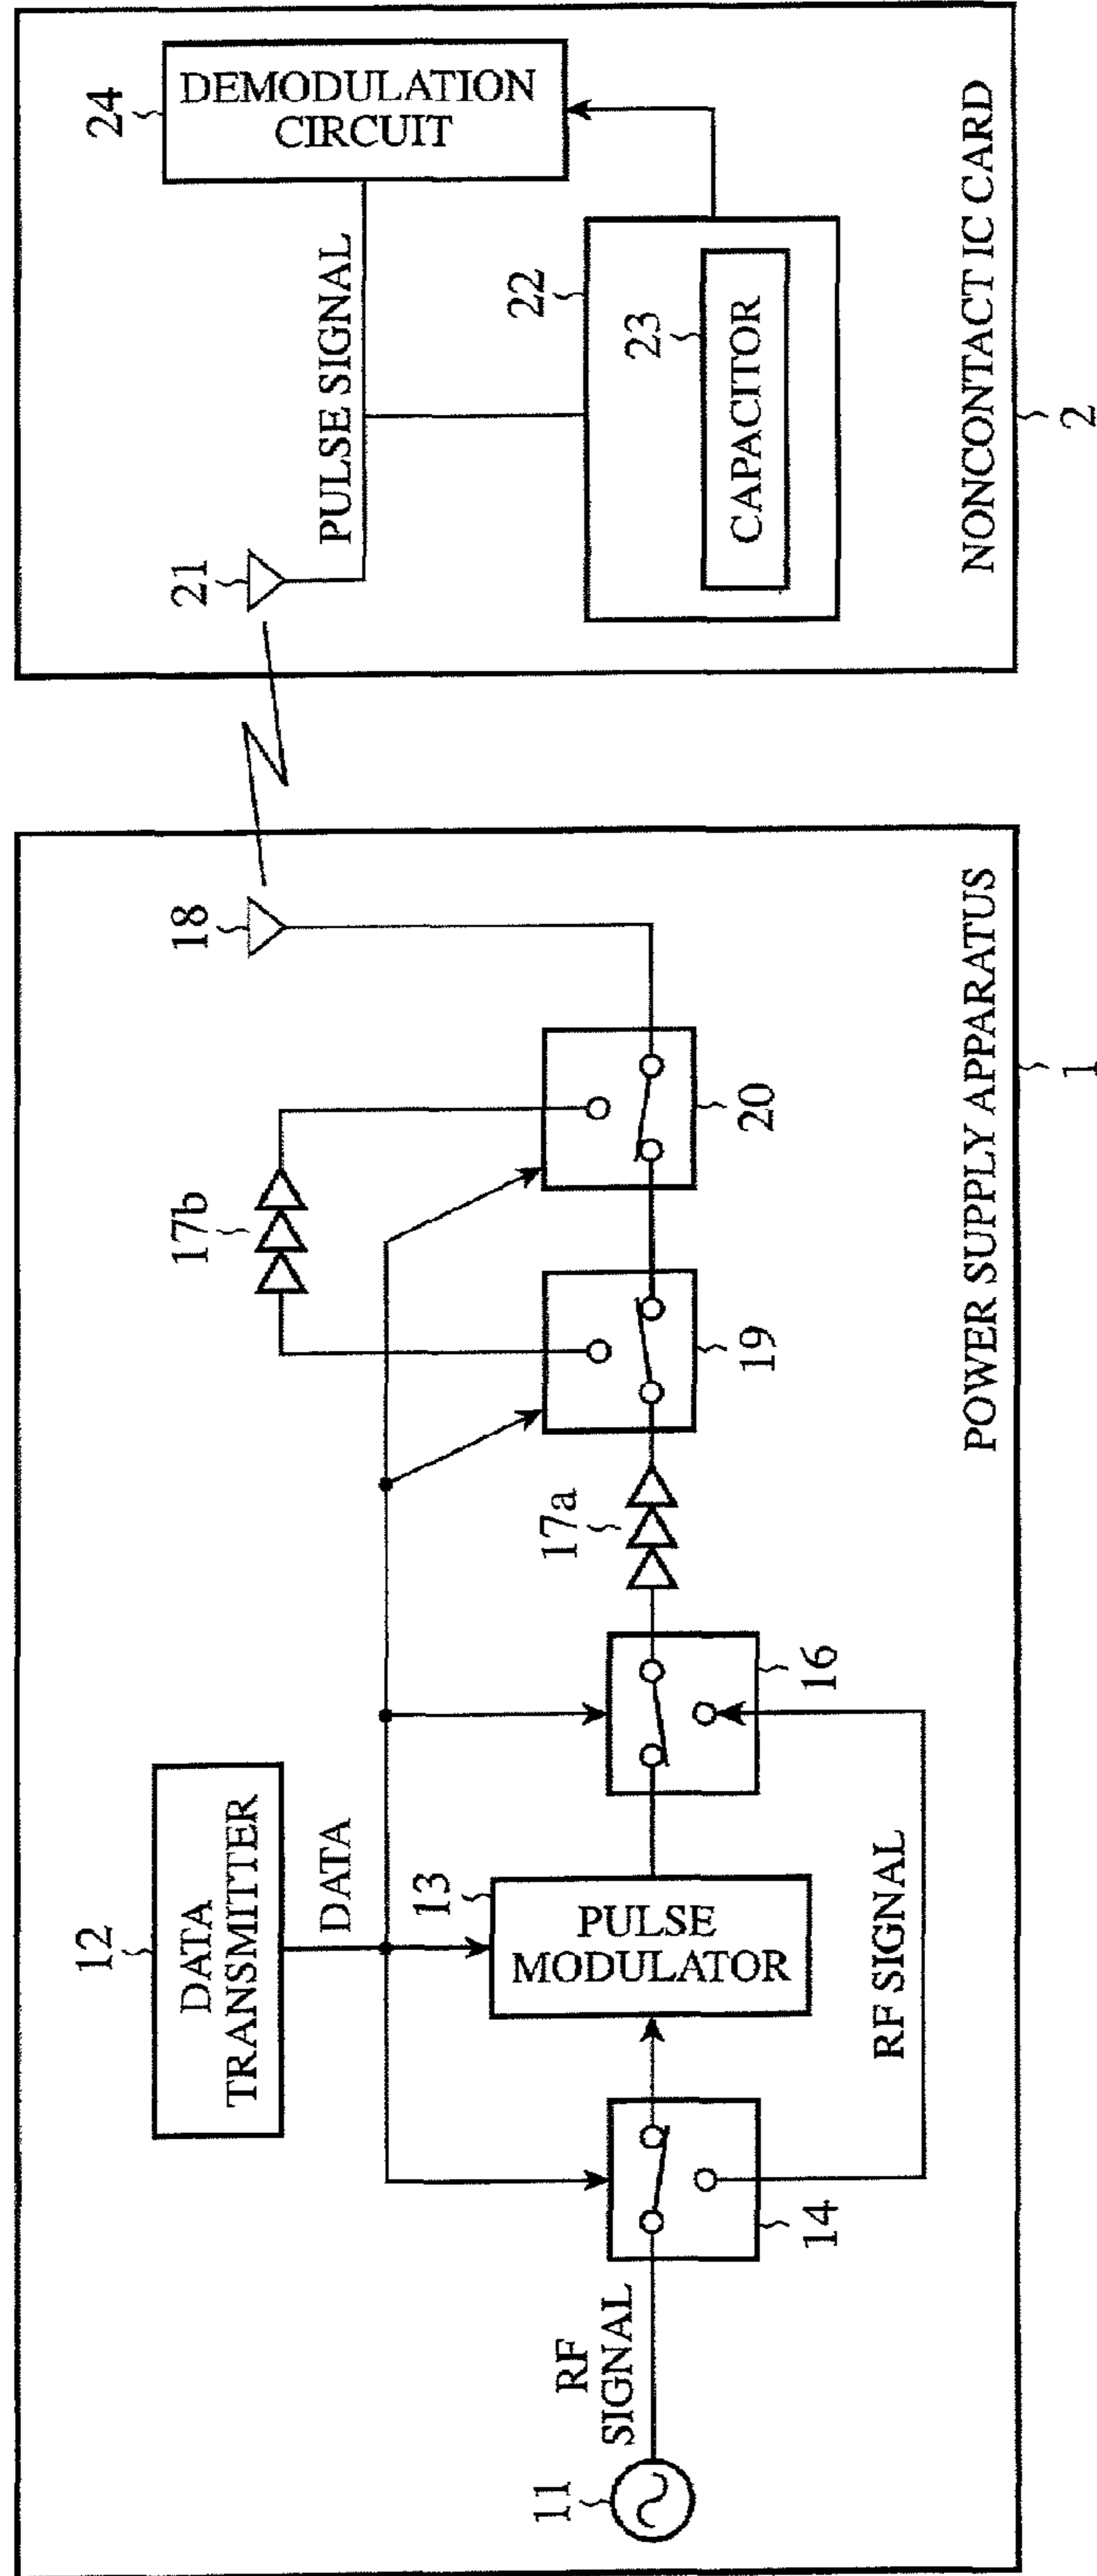 11
RF
SIGNAL
12
DATA
TRANSMITTER
DATA
14
13
PULSE
MODULATOR
RF SIGNAL
16
17a
19
17b
20
18
POWER SUPPLY APPARATUS
1
21
PULSE SIGNAL
24
DEMODULATION
CIRCUIT
22
23
CAPACITOR
NONCONTACT IC CARD
2